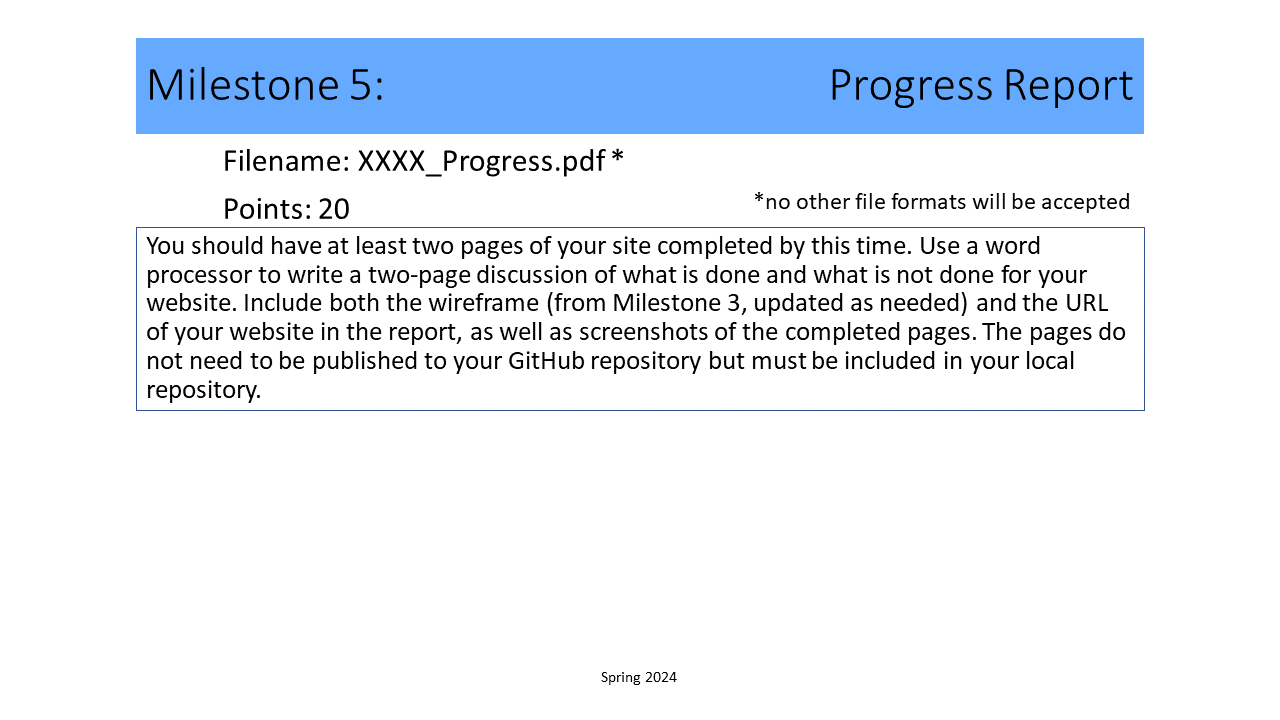 Milestone 5: Progress Report
Filename: XXXX_Progress.pdf *
Points: 20
*no other file formats will be accepted
You should have at least two pages of your site completed by this time. Use a word
processor to write a two-page discussion of what is done and what is not done for your
website. Include both the wireframe (from Milestone 3, updated as needed) and the URL
of your website in the report, as well as screenshots of the completed pages. The pages do
not need to be published to your GitHub repository but must be included in your local
repository.
Spring 2024